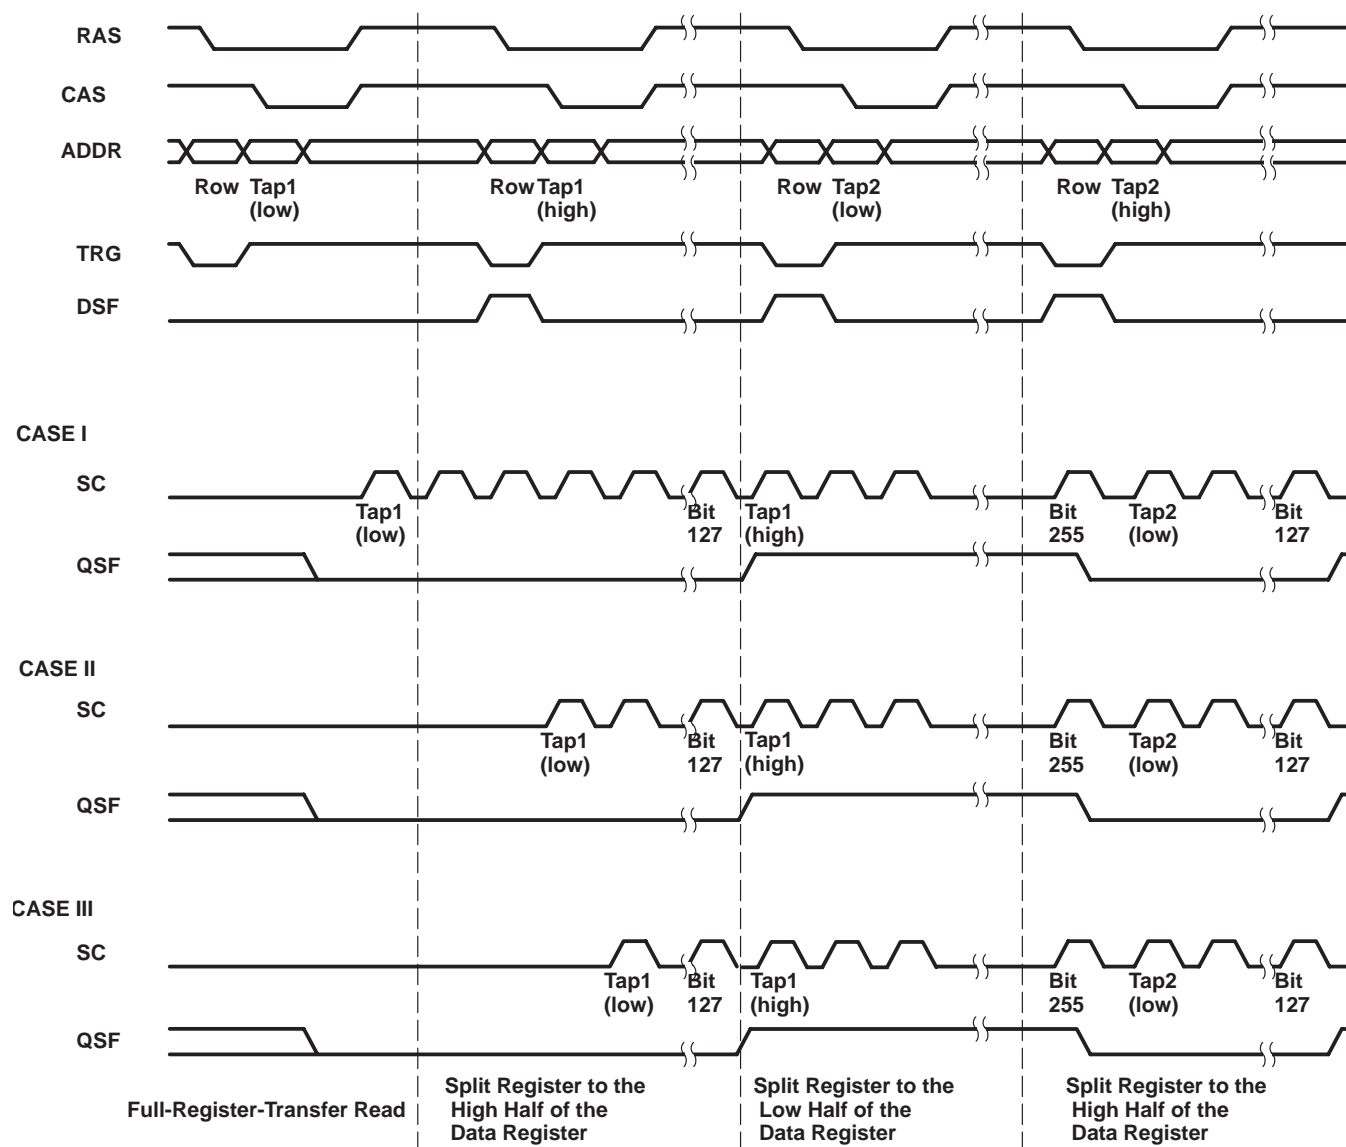 RAS
CAS
ADDR
Row Tap1 Row Tap1 Row Tap2 Row Tap2
(low) (high) (low) (high)
TRG
DSF
CASE I
SC
Tap1 Bit Tap1 Bit Tap2 Bit
(low) 127 (high) 255 (low) 127
QSF
CASE II
SC
Tap1 Bit Tap1 Bit Tap2 Bit
(low) 127 (high) 255 (low) 127
QSF
CASE III
SC
Tap1 Bit Tap1 Bit Tap2 Bit
(low) 127 (high) 255 (low) 127
QSF
Full-Register-Transfer Read
Split Register to the
High Half of the
Data Register
Split Register to the
Low Half of the
Data Register
Split Register to the
High Half of the
Data Register